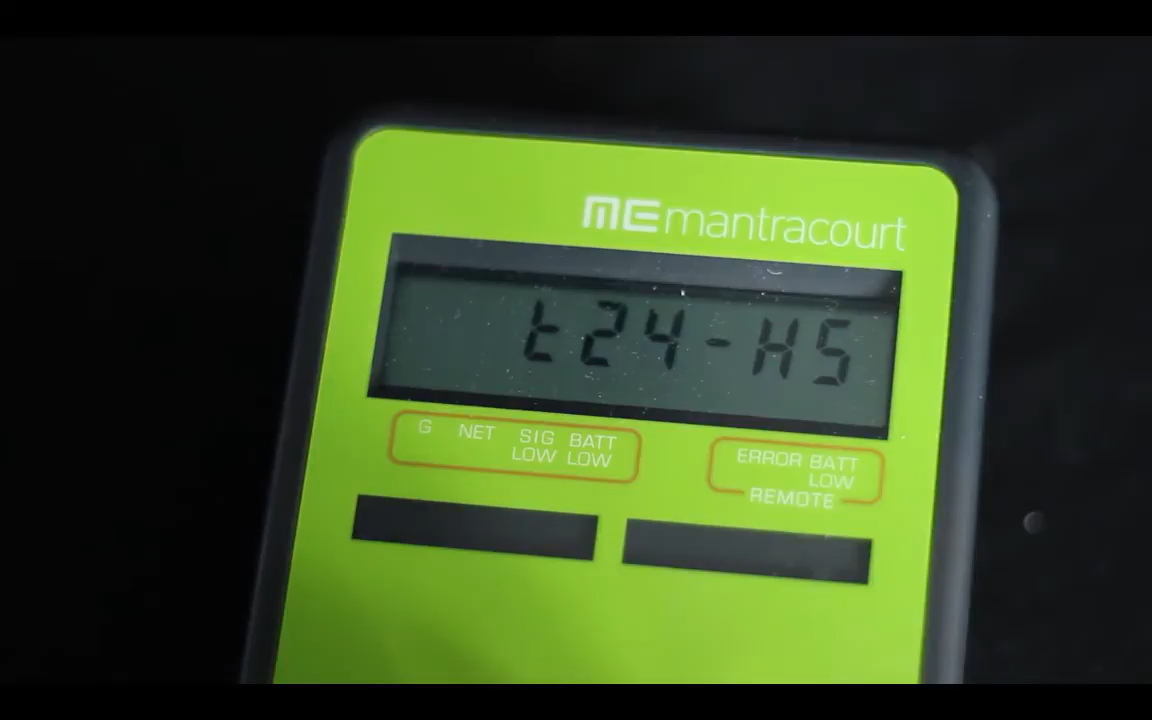 ME mantracourt
t24-HS
G NET SIG LOW BATT LOW
ERROR BATT LOW
REMOTE